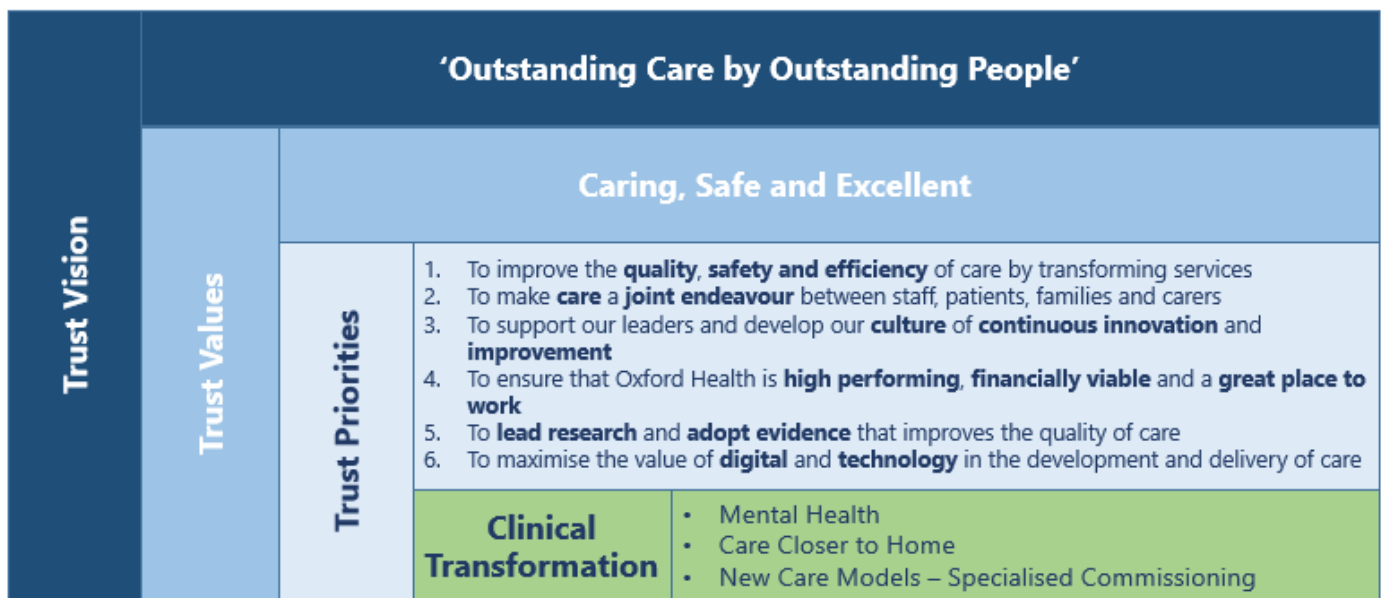 Trust Vision
‘Outstanding Care by Outstanding People’
Trust Values
Caring, Safe and Excellent
Trust Priorities
1. To improve the quality, safety and efficiency of care by transforming services
2. To make care a joint endeavour between staff, patients, families and carers
3. To support our leaders and develop our culture of continuous innovation and
improvement
4. To ensure that Oxford Health is high performing, financially viable and a great place to
work
5. To lead research and adopt evidence that improves the quality of care
6. To maximise the value of digital and technology in the development and delivery of care
Clinical
Transformation
• Mental Health
• Care Closer to Home
• New Care Models – Specialised Commissioning